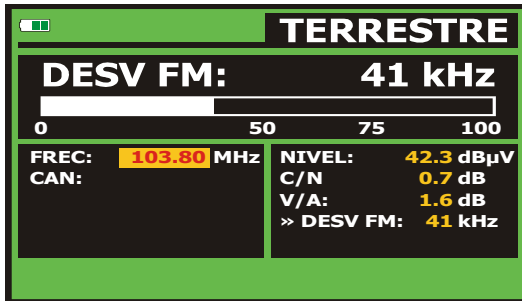 TERRESTRE
DESV FM: 41 kHz
0 50 75 100
FREC: 103.80 MHz
CAN:
NIVEL: 42.3 dBµV
C/N 0.7 dB
V/A: 1.6 dB
» DESV FM: 41 kHz